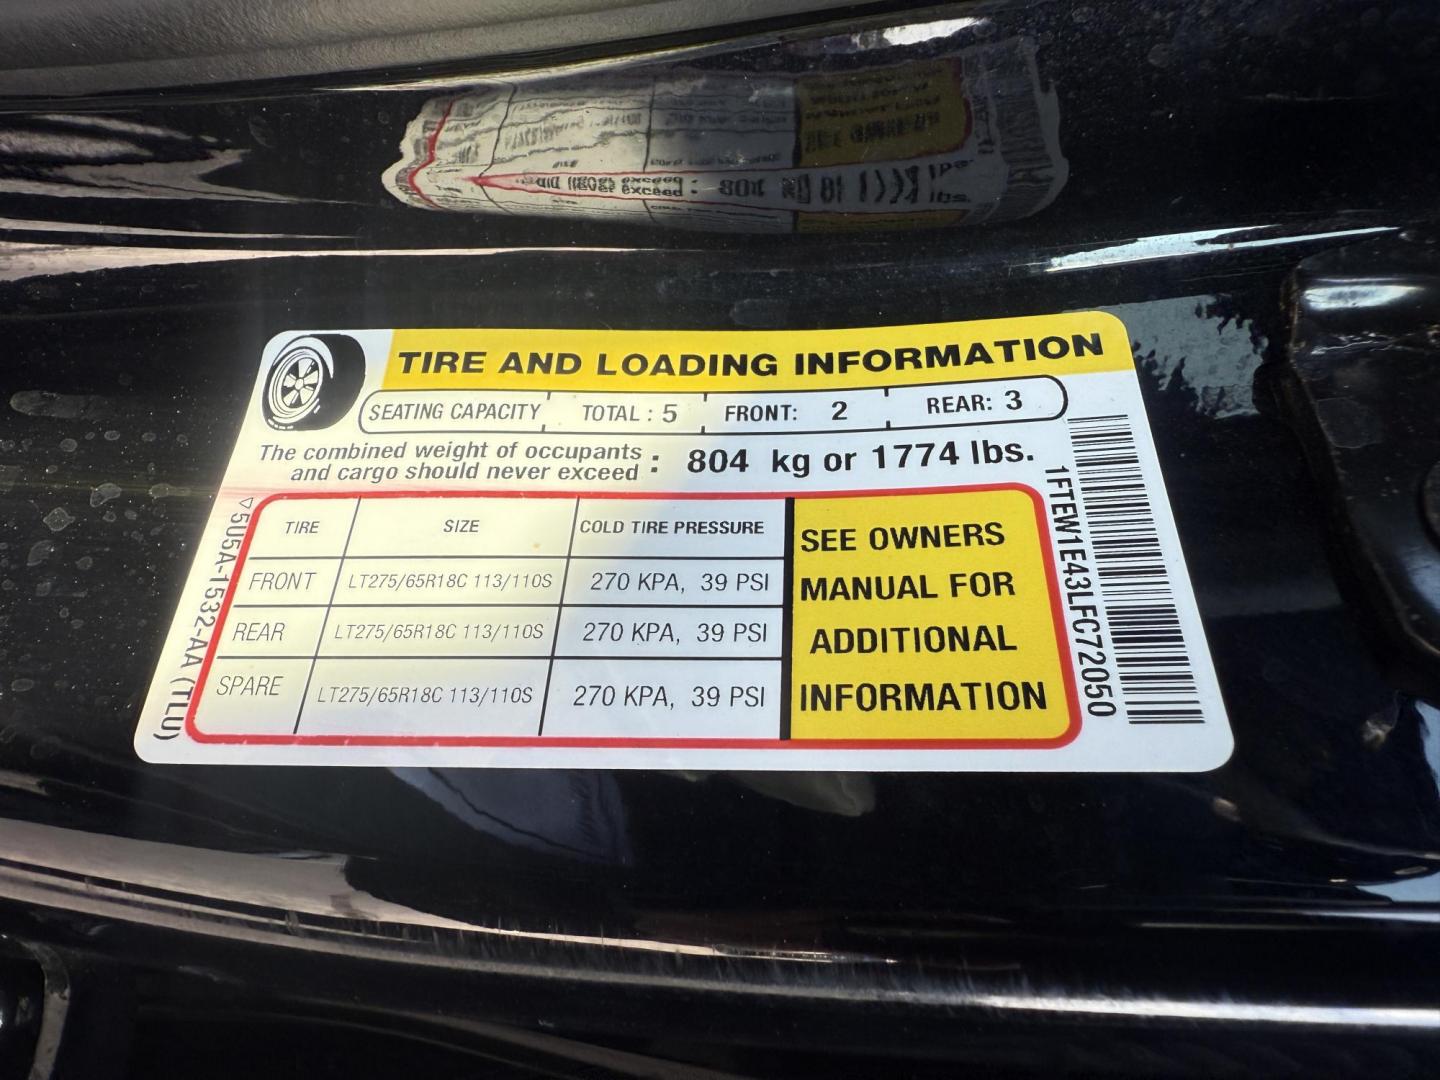 TIRE AND LOADING INFORMATION
SEATING CAPACITY TOTAL : 5 FRONT: 2 REAR: 3
The combined weight of occupants
and cargo should never exceed : 804 kg or 1774 lbs.
TIRE SIZE COLD TIRE PRESSURE
FRONT LT275/65R18C 113/110S 270 KPA, 39 PSI
REAR LT275/65R18C 113/110S 270 KPA, 39 PSI
SPARE LT275/65R18C 113/110S 270 KPA, 39 PSI
SEE OWNERS
MANUAL FOR
ADDITIONAL
INFORMATION
5U5A-1532-AA (TLU)
1FTEW1E43LFC72050